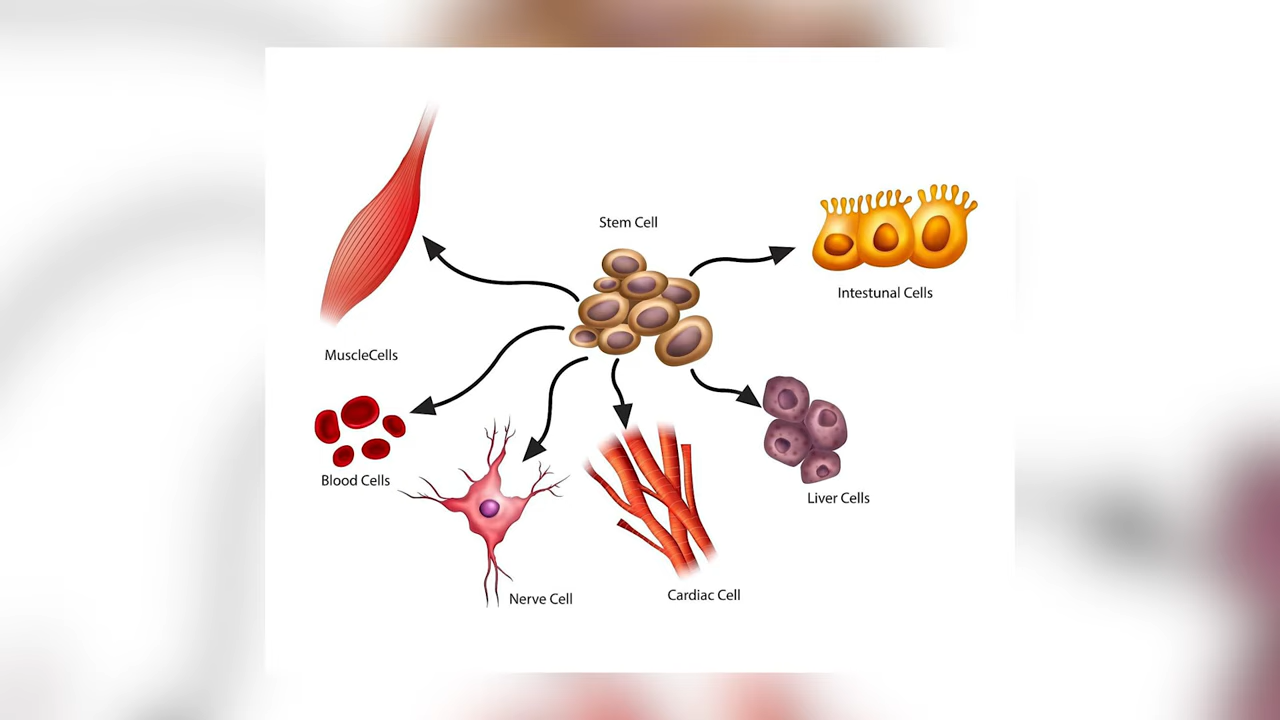 Stem Cell
Intestunal Cells
MuscleCells
Blood Cells
Liver Cells
Nerve Cell
Cardiac Cell